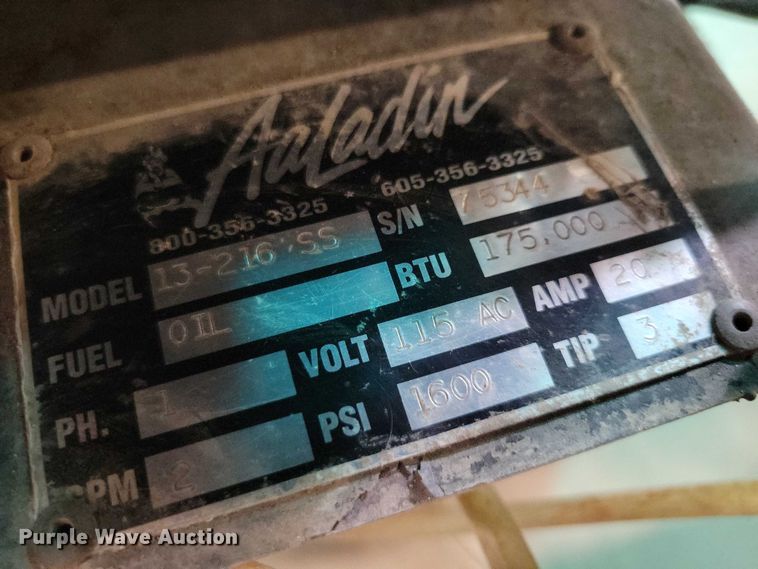 AaLadin
800-356-3325 605-356-3325
MODEL 13-216 SS S/N 75344
FUEL OIL BTU 175,000
PH. 1 VOLT 115 AC AMP 20
GPM 2 PSI 1600 TIP 3
Purple Wave Auction